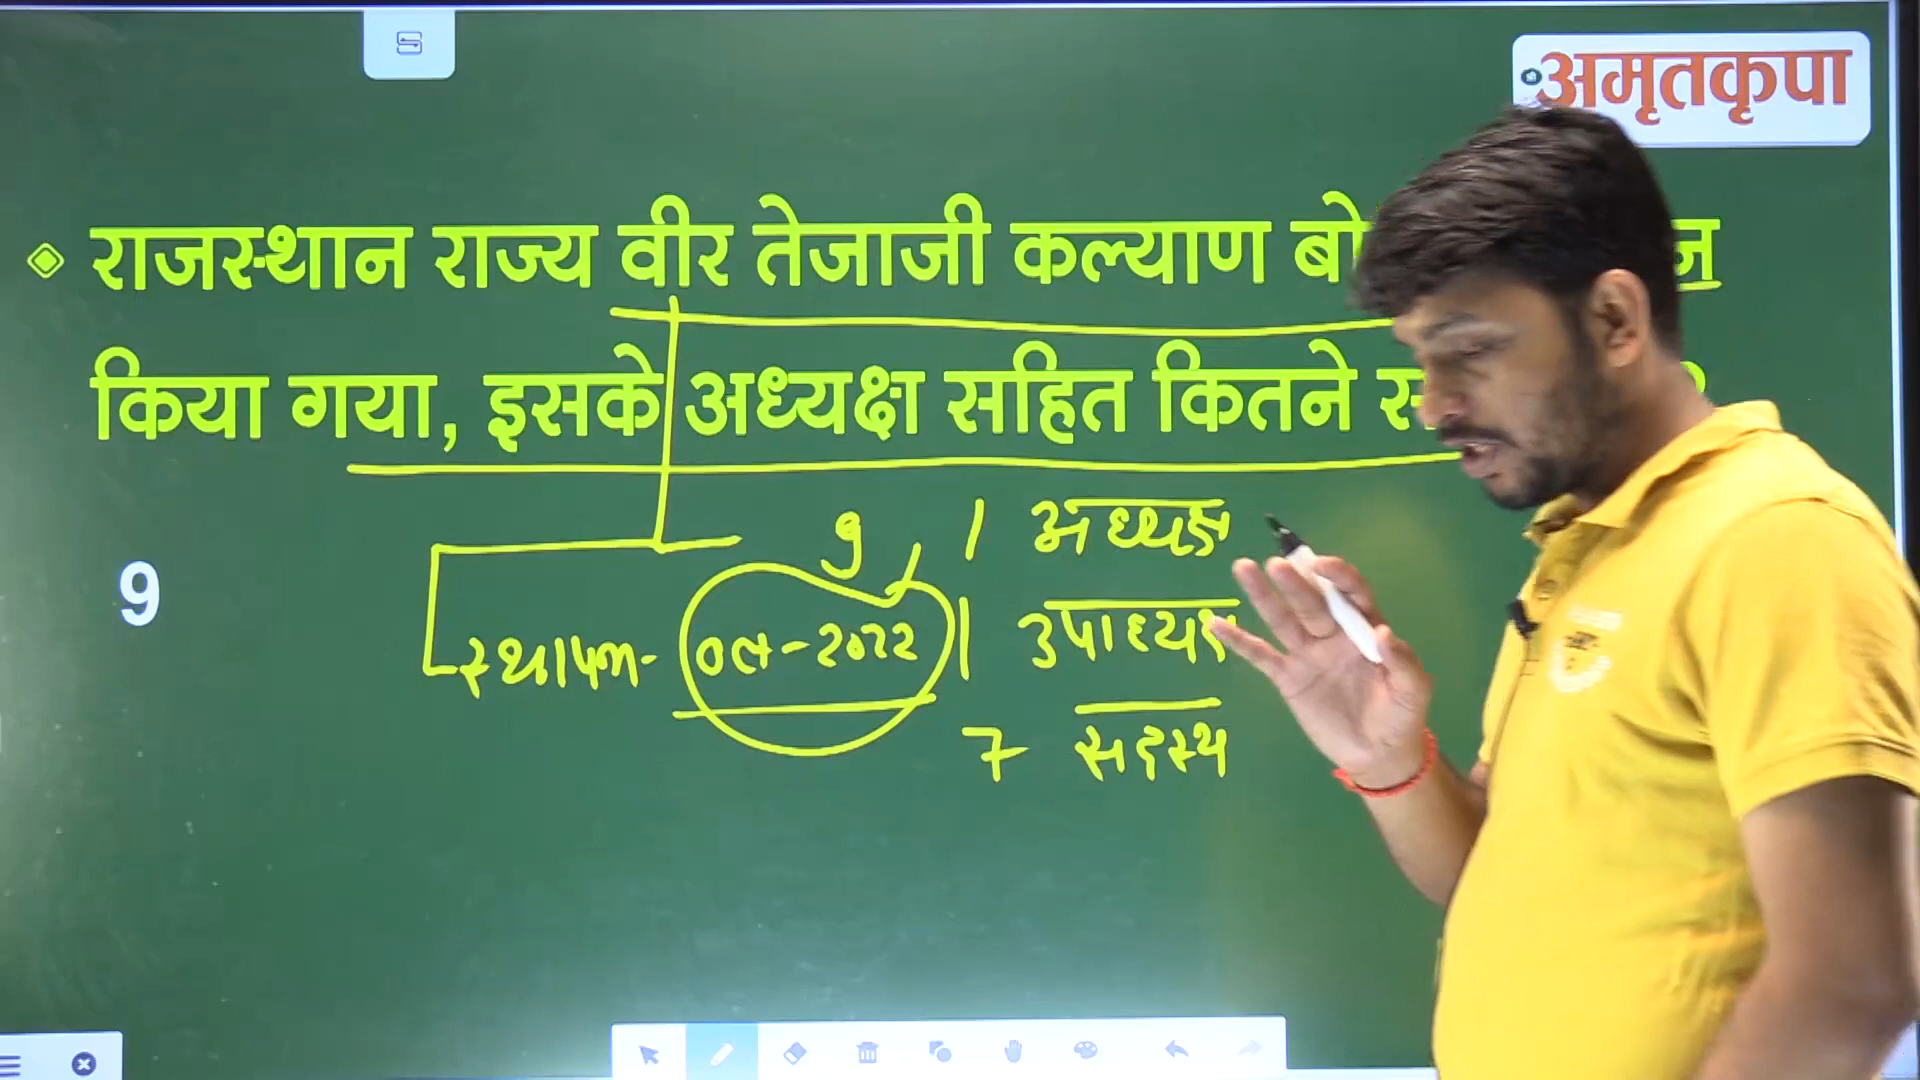 अमृतकृपा
राजस्थान राज्य वीर तेजाजी कल्याण
किया गया, इसके अध्यक्ष सहित कितने
9 1 अध्यक्ष
9
1 उपाध्यक्ष
स्थापना- Oct-2022
7 सदस्य